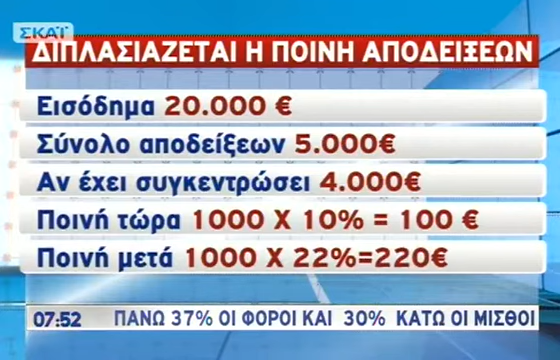 ΣΚΑΪ
ΔΙΠΛΑΣΙΑΖΕΤΑΙ Η ΠΟΙΝΗ ΑΠΟΔΕΙΞΕΩΝ
Εισόδημα 20.000 €
Σύνολο αποδείξεων 5.000€
Αν έχει συγκεντρώσει 4.000€
Ποινή τώρα 1000 Χ 10% = 100 €
Ποινή μετά 1000 Χ 22%=220€
07:52 ΠΑΝΩ 37% ΟΙ ΦΟΡΟΙ ΚΑΙ 30% ΚΑΤΩ ΟΙ ΜΙΣΘΟΙ